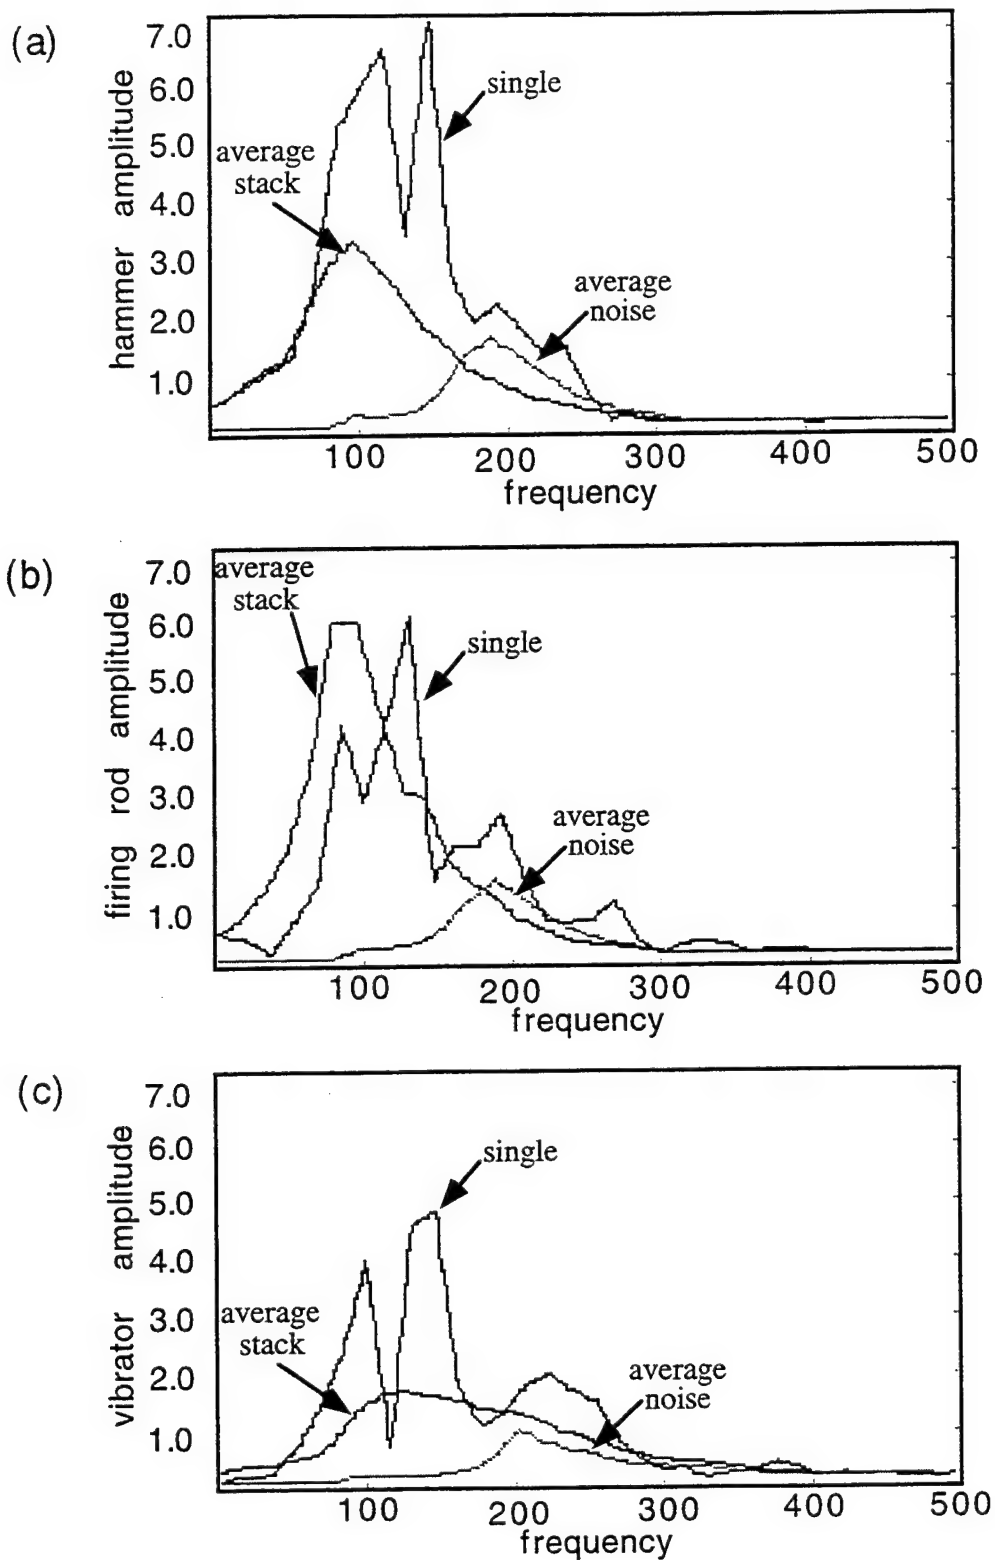 (a)
hammer amplitude
7.0
6.0
5.0
4.0
3.0
2.0
1.0
single
average
stack
average
noise
100 200 300 400 500
frequency
(b)
firing rod amplitude
7.0
6.0
5.0
4.0
3.0
2.0
1.0
average
stack
single
average
noise
100 200 300 400 500
frequency
(c)
vibrator amplitude
7.0
6.0
5.0
4.0
3.0
2.0
1.0
single
average
stack
average
noise
100 200 300 400 500
frequency